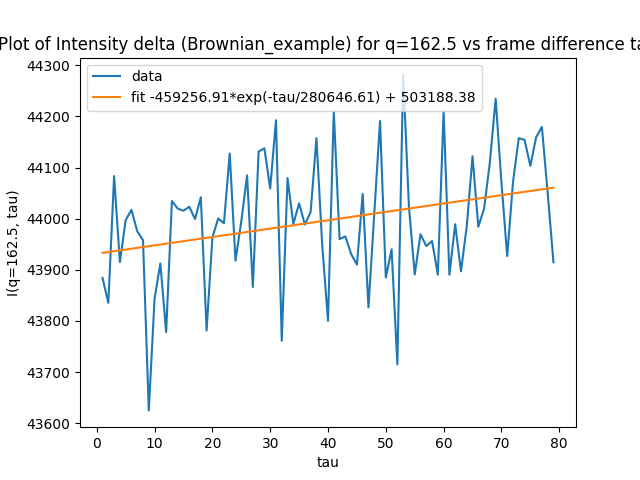 Plot of Intensity delta (Brownian_example) for q=162.5 vs frame difference ta
44300
44200
44100
44000
43900
43800
43700
43600
I(q=162.5, tau)
data
fit -459256.91*exp(-tau/280646.61) + 503188.38
0 10 20 30 40 50 60 70 80
tau